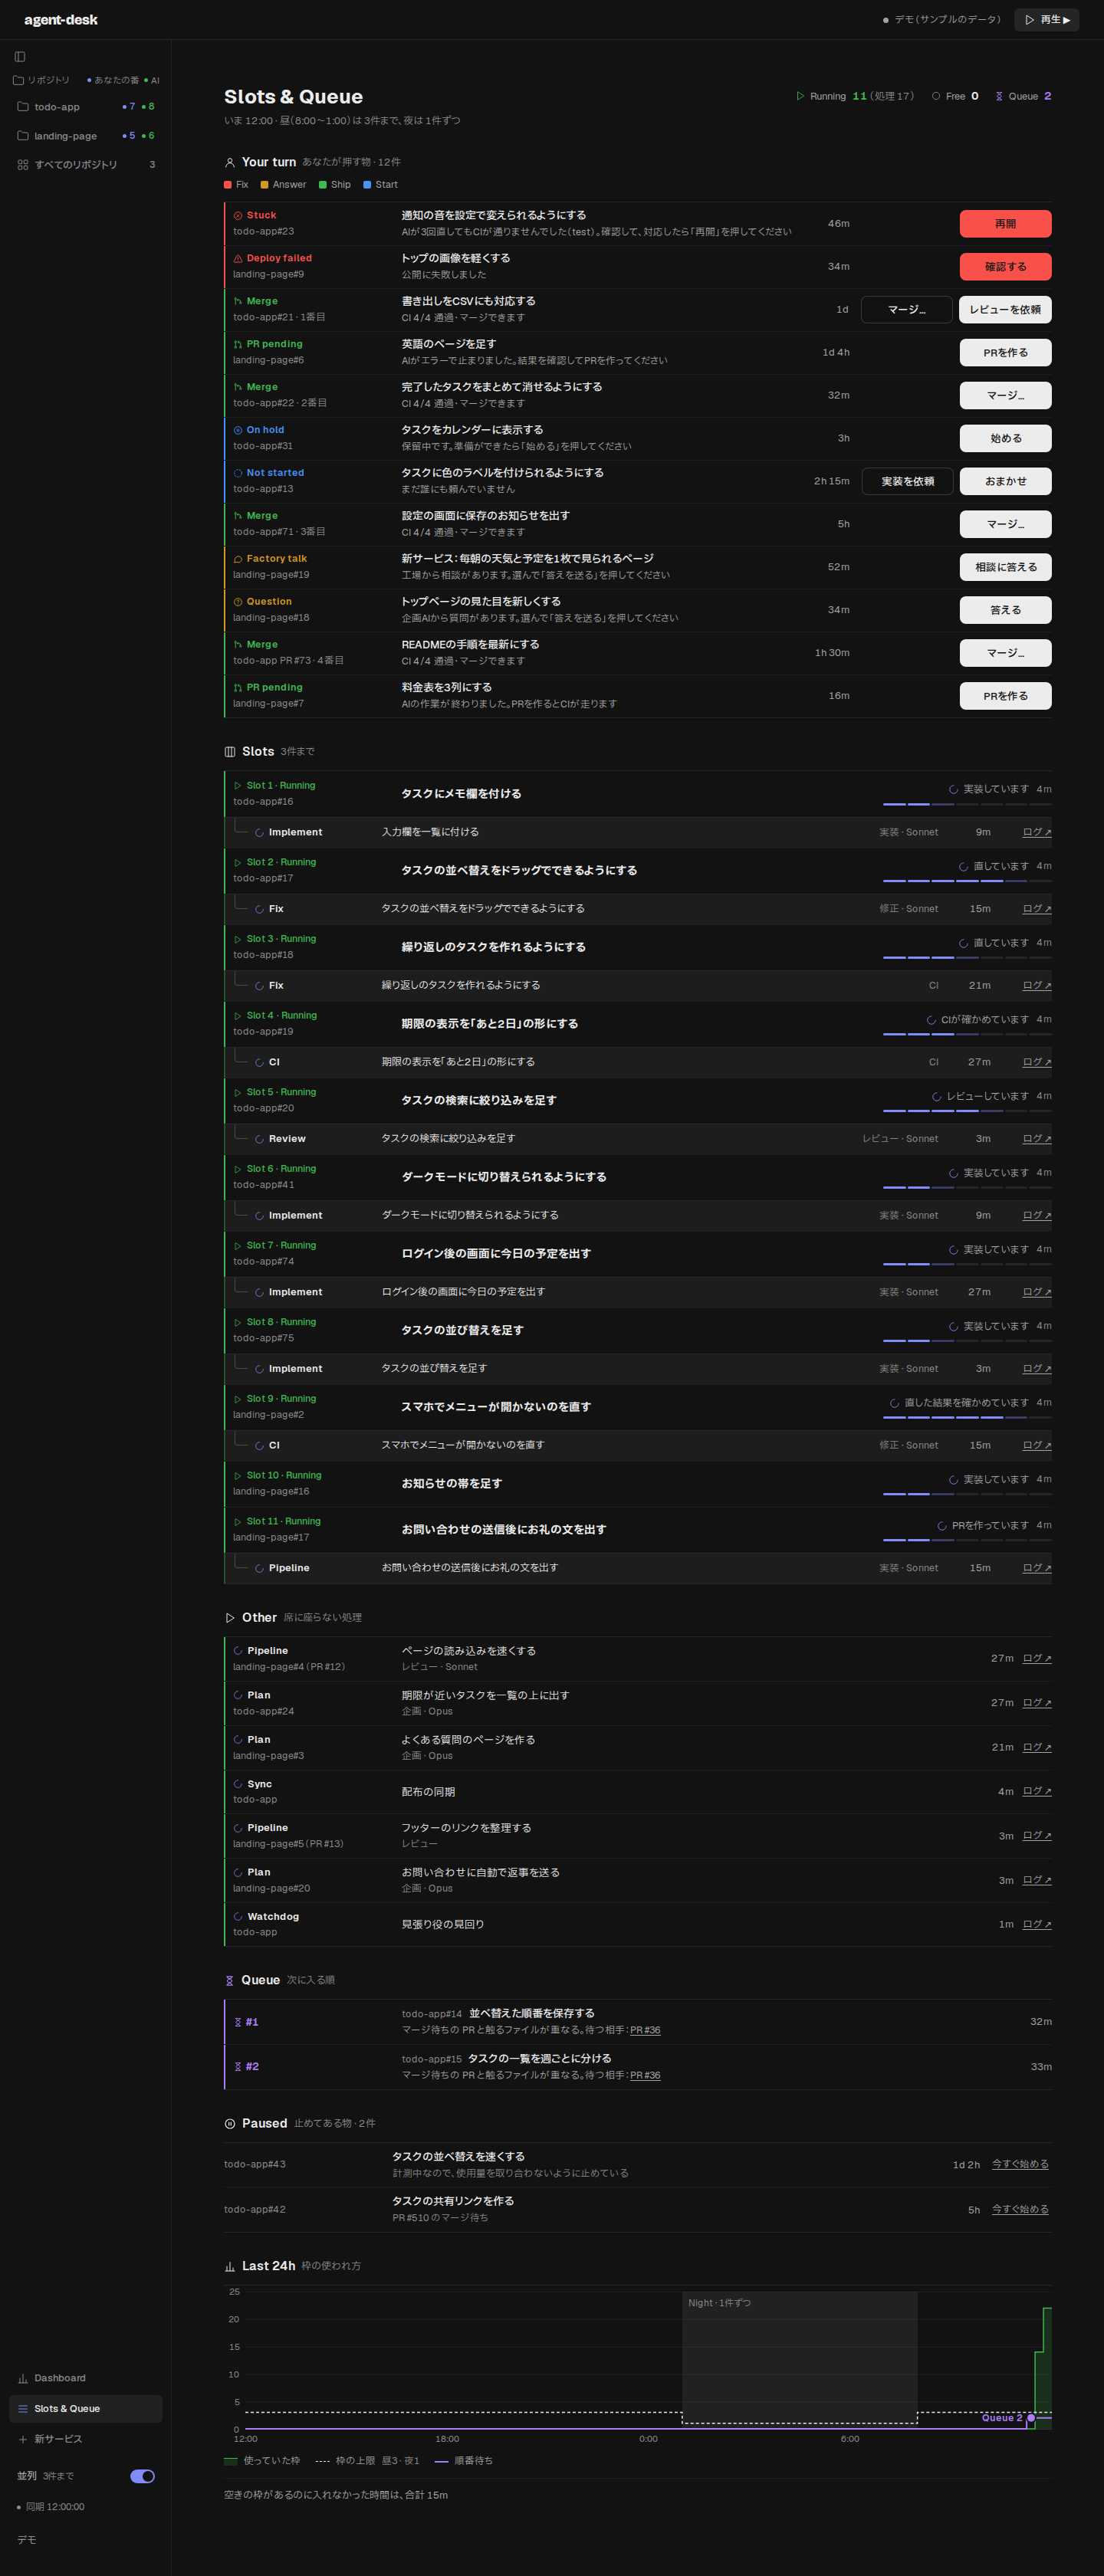 agent-desk
デモ（サンプルのデータ） 再生 ▶
リポジトリ あなたの番 AI
todo-app 7 8
landing-page 5 6
すべてのリポジトリ 3
Slots & Queue
Running 11（処理 17） Free 0 Queue 2
いま 12:00 · 昼（8:00〜1:00）は 3件まで、夜は 1件ずつ
Your turn あなたが押す物 · 12件
Fix Answer Ship Start
Stuck 通知の音を設定で変えられるようにする
todo-app#23 AIが3回直してもCIが通りませんでした（test）。確認して、対応したら「再開」を押してください 46m 再開
Deploy failed トップの画像を軽くする
landing-page#9 公開に失敗しました 34m 確認する
Merge 書き出しをCSVにも対応する
todo-app#21 · 1番目 CI 4/4 通過・マージできます 1d マージ… レビューを依頼
PR pending 英語のページを足す
landing-page#6 AIがエラーで止まりました。結果を確認してPRを作ってください 1d 4h PRを作る
Merge 完了したタスクをまとめて消せるようにする
todo-app#22 · 2番目 CI 4/4 通過・マージできます 32m マージ…
On hold タスクをカレンダーに表示する
todo-app#31 保留中です。準備ができたら「始める」を押してください 3h 始める
Not started タスクに色のラベルを付けられるようにする
todo-app#13 まだ誰にも頼んでいません 2h 15m 実装を依頼 おまかせ
Merge 設定の画面に保存のお知らせを出す
todo-app#71 · 3番目 CI 4/4 通過・マージできます 5h マージ…
Factory talk 新サービス：毎朝の天気と予定を1枚で見られるページ
landing-page#19 工場から相談があります。選んで「答えを送る」を押してください 52m 相談に答える
Question トップページの見た目を新しくする
landing-page#18 企画AIから質問があります。選んで「答えを送る」を押してください 34m 答える
Merge READMEの手順を最新にする
todo-app PR #73 · 4番目 CI 4/4 通過・マージできます 1h 30m マージ…
PR pending 料金表を3列にする
landing-page#7 AIの作業が終わりました。PRを作るとCIが走ります 16m PRを作る
Slots 3件まで
Slot 1 · Running タスクにメモ欄を付ける 実装しています 4m
todo-app#16
Implement 入力欄を一覧に付ける 実装 · Sonnet 9m ログ ↗
Slot 2 · Running タスクの並べ替えをドラッグでできるようにする 直しています 4m
todo-app#17
Fix タスクの並べ替えをドラッグでできるようにする 修正 · Sonnet 15m ログ ↗
Slot 3 · Running 繰り返しのタスクを作れるようにする 直しています 4m
todo-app#18
Fix 繰り返しのタスクを作れるようにする CI 21m ログ ↗
Slot 4 · Running 期限の表示を「あと2日」の形にする CIが確かめています 4m
todo-app#19
CI 期限の表示を「あと2日」の形にする CI 27m ログ ↗
Slot 5 · Running タスクの検索に絞り込みを足す レビューしています 4m
todo-app#20
Review タスクの検索に絞り込みを足す レビュー · Sonnet 3m ログ ↗
Slot 6 · Running ダークモードに切り替えられるようにする 実装しています 4m
todo-app#41
Implement ダークモードに切り替えられるようにする 実装 · Sonnet 9m ログ ↗
Slot 7 · Running ログイン後の画面に今日の予定を出す 実装しています 4m
todo-app#74
Implement ログイン後の画面に今日の予定を出す 実装 · Sonnet 27m ログ ↗
Slot 8 · Running タスクの並び替えを足す 実装しています 4m
todo-app#75
Implement タスクの並び替えを足す 実装 · Sonnet 3m ログ ↗
Slot 9 · Running スマホでメニューが開かないのを直す 直した結果を確かめています 4m
landing-page#2
CI スマホでメニューが開かないのを直す 修正 · Sonnet 15m ログ ↗
Slot 10 · Running お知らせの帯を足す 実装しています 4m
landing-page#16
Slot 11 · Running お問い合わせの送信後にお礼の文を出す PRを作っています 4m
landing-page#17
Pipeline お問い合わせの送信後にお礼の文を出す 実装 · Sonnet 15m ログ ↗
Other 席に座らない処理
Pipeline ページの読み込みを速くする
landing-page#4（PR #12） レビュー · Sonnet 27m ログ ↗
Plan 期限が近いタスクを一覧の上に出す
todo-app#24 企画 · Opus 27m ログ ↗
Plan よくある質問のページを作る
landing-page#3 企画 · Opus 21m ログ ↗
Sync 配布の同期 4m ログ ↗
todo-app
Pipeline フッターのリンクを整理する
landing-page#5（PR #13） レビュー 3m ログ ↗
Plan お問い合わせに自動で返事を送る
landing-page#20 企画 · Opus 3m ログ ↗
Watchdog 見張り役の見回り 1m ログ ↗
todo-app
Queue 次に入る順
#1 todo-app#14 並べ替えた順番を保存する 32m
マージ待ちの PR と触るファイルが重なる。待つ相手：PR #36
#2 todo-app#15 タスクの一覧を週ごとに分ける 33m
マージ待ちの PR と触るファイルが重なる。待つ相手：PR #36
Paused 止めてある物 · 2件
todo-app#43 タスクの並べ替えを速くする 1d 2h 今すぐ始める
計測中なので、使用量を取り合わないように止めている
todo-app#42 タスクの共有リンクを作る 5h 今すぐ始める
PR #510 のマージ待ち
Last 24h 枠の使われ方
25
20
15
10
5
0
Night · 1件ずつ
Queue 2
12:00 18:00 0:00 6:00
使っていた枠 枠の上限 昼3 · 夜1 順番待ち
空きの枠があるのに入れなかった時間は、合計 15m
Dashboard
Slots & Queue
新サービス
並列 3件まで
同期 12:00:00
デモ